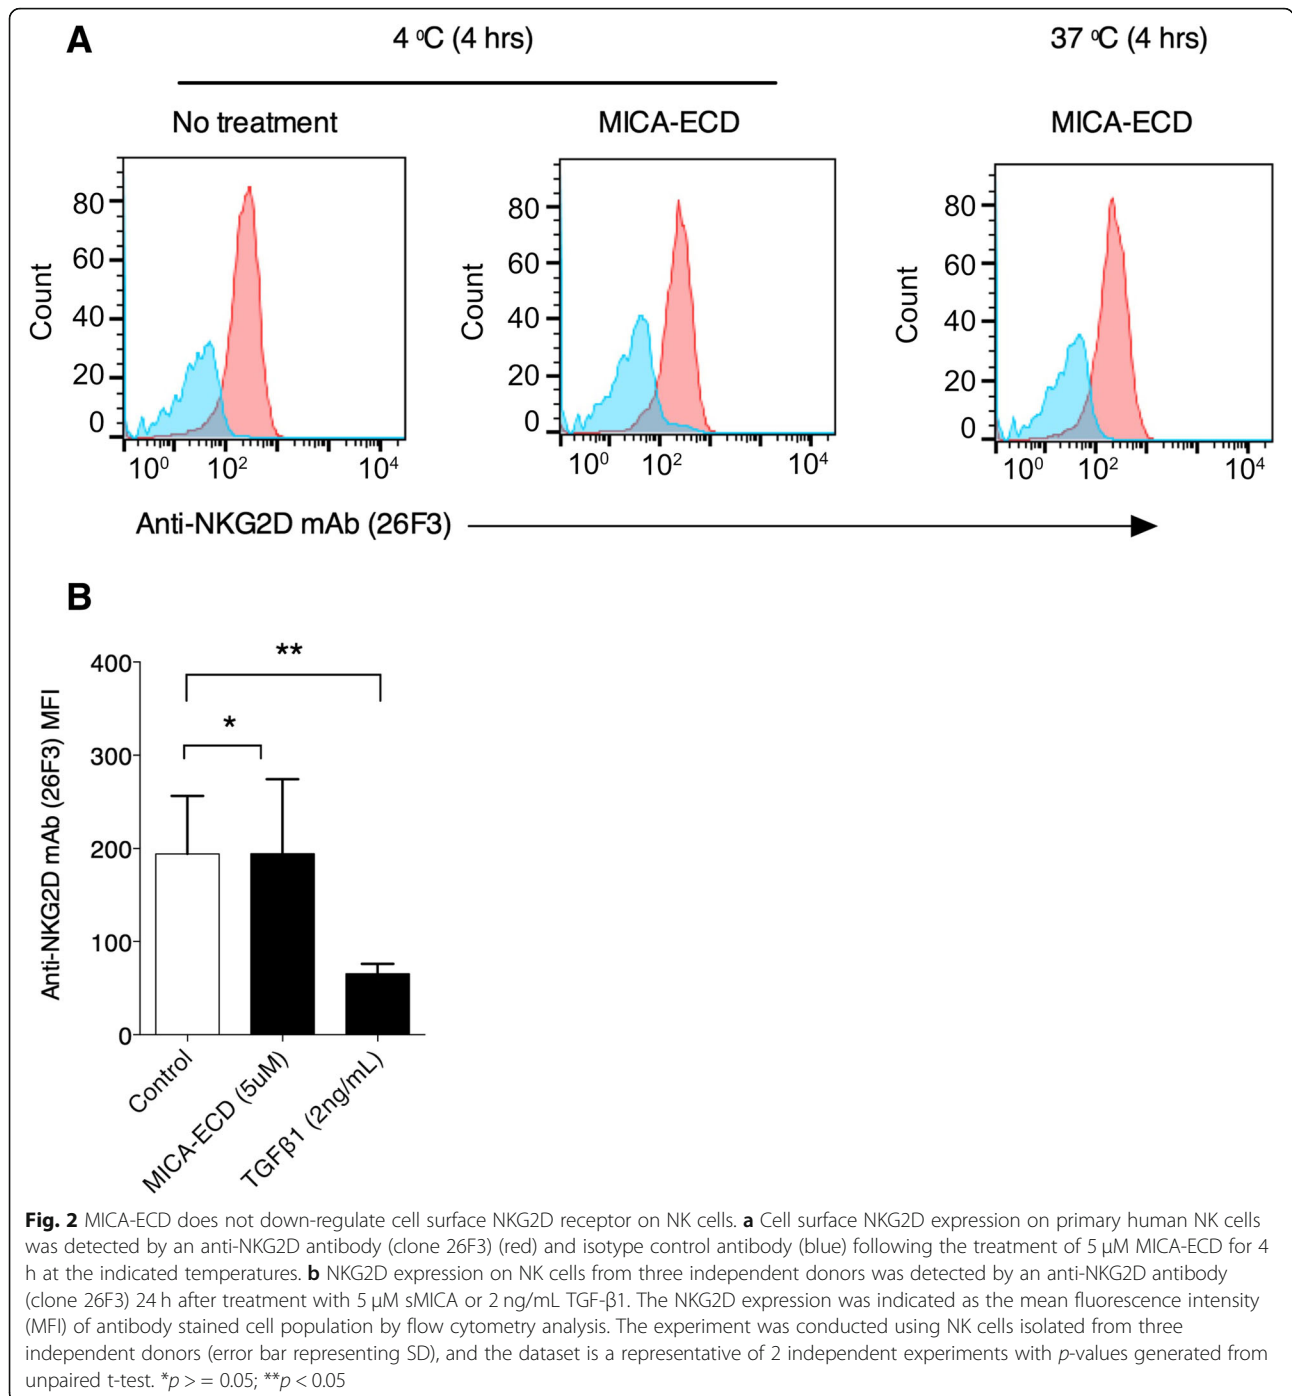 A
4 ⁰C (4 hrs)
37 ⁰C (4 hrs)
No treatment
MICA-ECD
MICA-ECD
Count
80
60
40
20
0
10⁰
10²
10⁴
Count
80
60
40
20
0
10⁰
10²
10⁴
Count
80
60
40
20
0
10⁰
10²
10⁴
Anti-NKG2D mAb (26F3)
B
Anti-NKG2D mAb (26F3) MFI
400
300
200
100
0
**
*
Control
MICA-ECD (5uM)
TGFβ1 (2ng/mL)
Fig. 2 MICA-ECD does not down-regulate cell surface NKG2D receptor on NK cells. a Cell surface NKG2D expression on primary human NK cells
was detected by an anti-NKG2D antibody (clone 26F3) (red) and isotype control antibody (blue) following the treatment of 5 μM MICA-ECD for 4
h at the indicated temperatures. b NKG2D expression on NK cells from three independent donors was detected by an anti-NKG2D antibody
(clone 26F3) 24 h after treatment with 5 μM sMICA or 2 ng/mL TGF-β1. The NKG2D expression was indicated as the mean fluorescence intensity
(MFI) of antibody stained cell population by flow cytometry analysis. The experiment was conducted using NK cells isolated from three
independent donors (error bar representing SD), and the dataset is a representative of 2 independent experiments with p-values generated from
unpaired t-test. *p > = 0.05; **p < 0.05